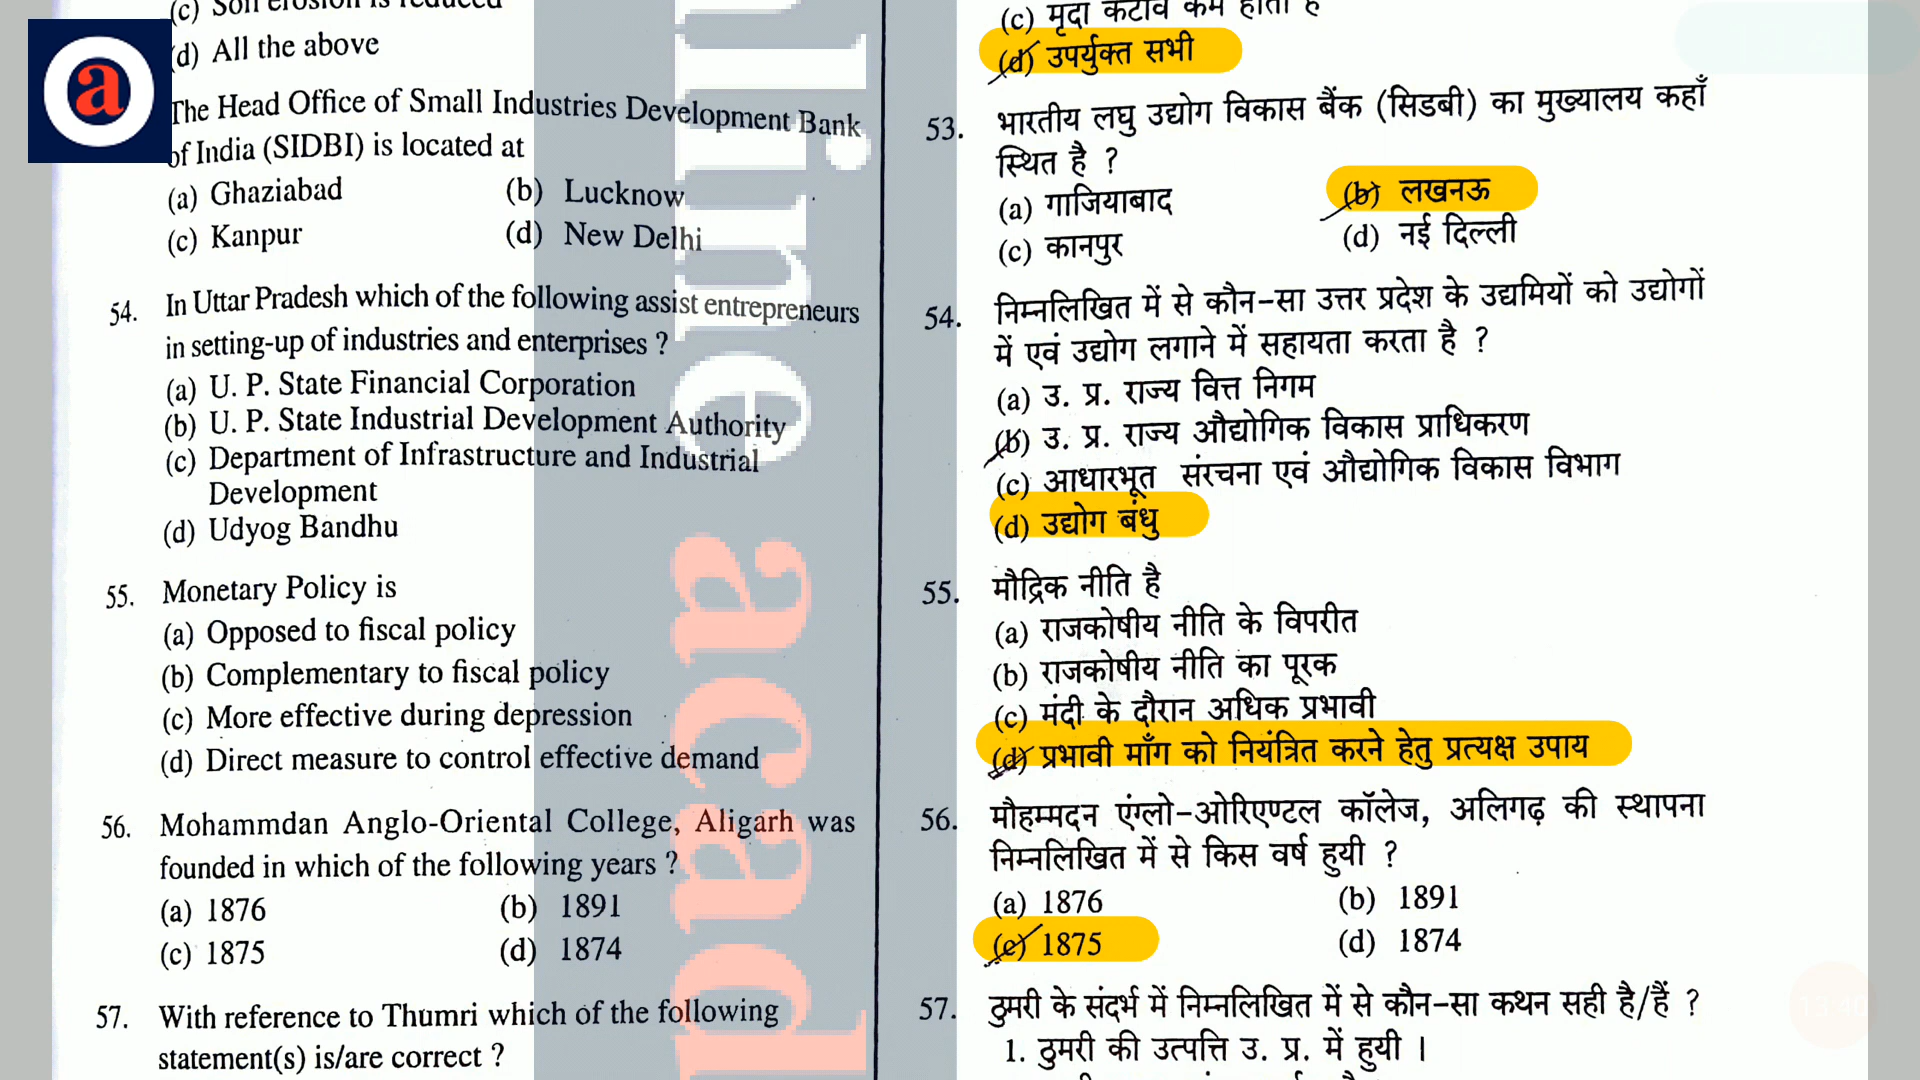 (c) Soil erosion is reduced
(d) All the above
The Head Office of Small Industries Development Bank
of India (SIDBI) is located at
(a) Ghaziabad (b) Lucknow
(c) Kanpur (d) New Delhi
54. In Uttar Pradesh which of the following assist entrepreneurs
in setting-up of industries and enterprises ?
(a) U. P. State Financial Corporation
(b) U. P. State Industrial Development Authority
(c) Department of Infrastructure and Industrial
Development
(d) Udyog Bandhu
55. Monetary Policy is
(a) Opposed to fiscal policy
(b) Complementary to fiscal policy
(c) More effective during depression
(d) Direct measure to control effective demand
56. Mohammdan Anglo-Oriental College, Aligarh was
founded in which of the following years ?
(a) 1876 (b) 1891
(c) 1875 (d) 1874
57. With reference to Thumri which of the following
statement(s) is/are correct ?
(c) मृदा कटाव कम होता है
(d) उपर्युक्त सभी
53. भारतीय लघु उद्योग विकास बैंक (सिडबी) का मुख्यालय कहाँ
स्थित है ?
(a) गाजियाबाद (b) लखनऊ
(c) कानपुर (d) नई दिल्ली
54. निम्नलिखित में से कौन-सा उत्तर प्रदेश के उद्यमियों को उद्योगों
में एवं उद्योग लगाने में सहायता करता है ?
(a) उ. प्र. राज्य वित्त निगम
(b) उ. प्र. राज्य औद्योगिक विकास प्राधिकरण
(c) आधारभूत संरचना एवं औद्योगिक विकास विभाग
(d) उद्योग बंधु
55. मौद्रिक नीति है
(a) राजकोषीय नीति के विपरीत
(b) राजकोषीय नीति का पूरक
(c) मंदी के दौरान अधिक प्रभावी
(d) प्रभावी माँग को नियंत्रित करने हेतु प्रत्यक्ष उपाय
56. मौहम्मदन एंग्लो-ओरिएण्टल कॉलेज, अलिगढ़ की स्थापना
निम्नलिखित में से किस वर्ष हुयी ?
(a) 1876 (b) 1891
(c) 1875 (d) 1874
57. ठुमरी के संदर्भ में निम्नलिखित में से कौन-सा कथन सही है/हैं ?
1. ठुमरी की उत्पत्ति उ. प्र. में हुयी ।
a
line acad